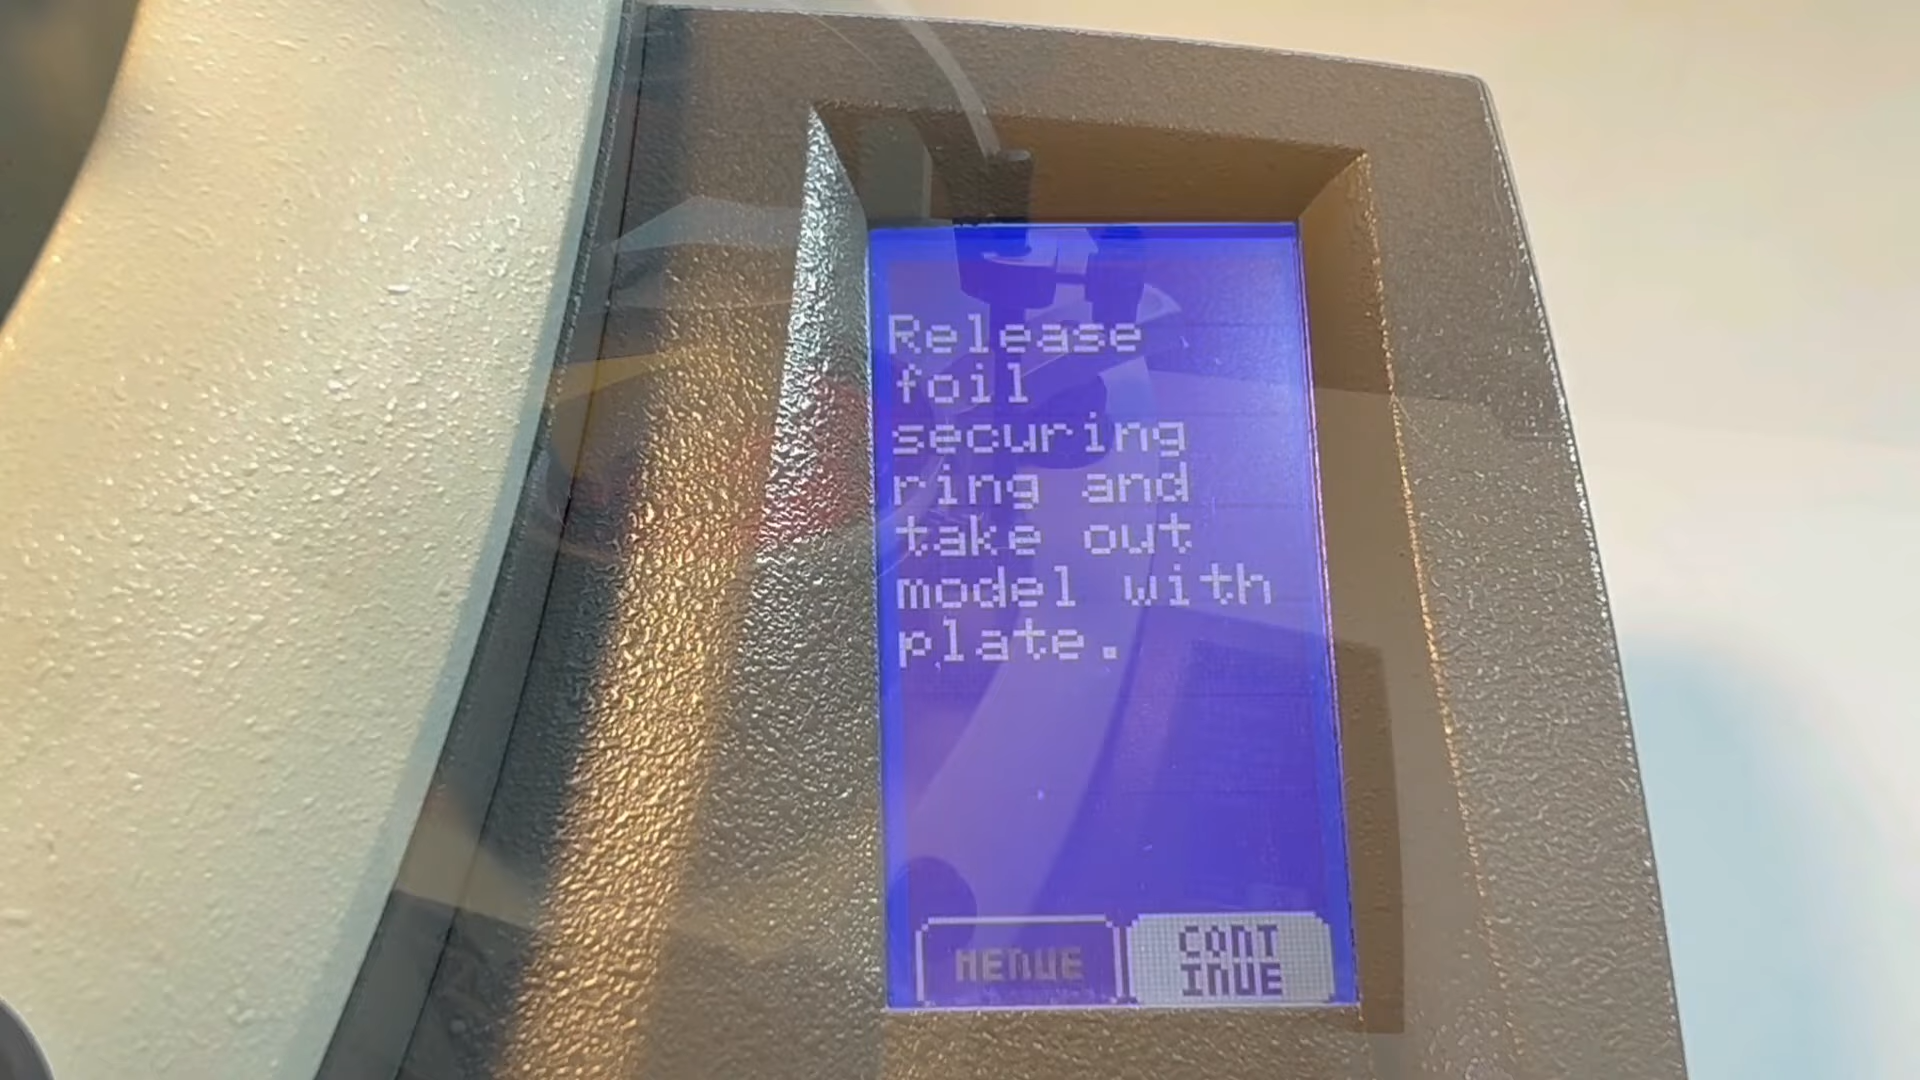 Release
foil
securing
ring and
take out
model with
plate.
MENUE
CONT
INUE